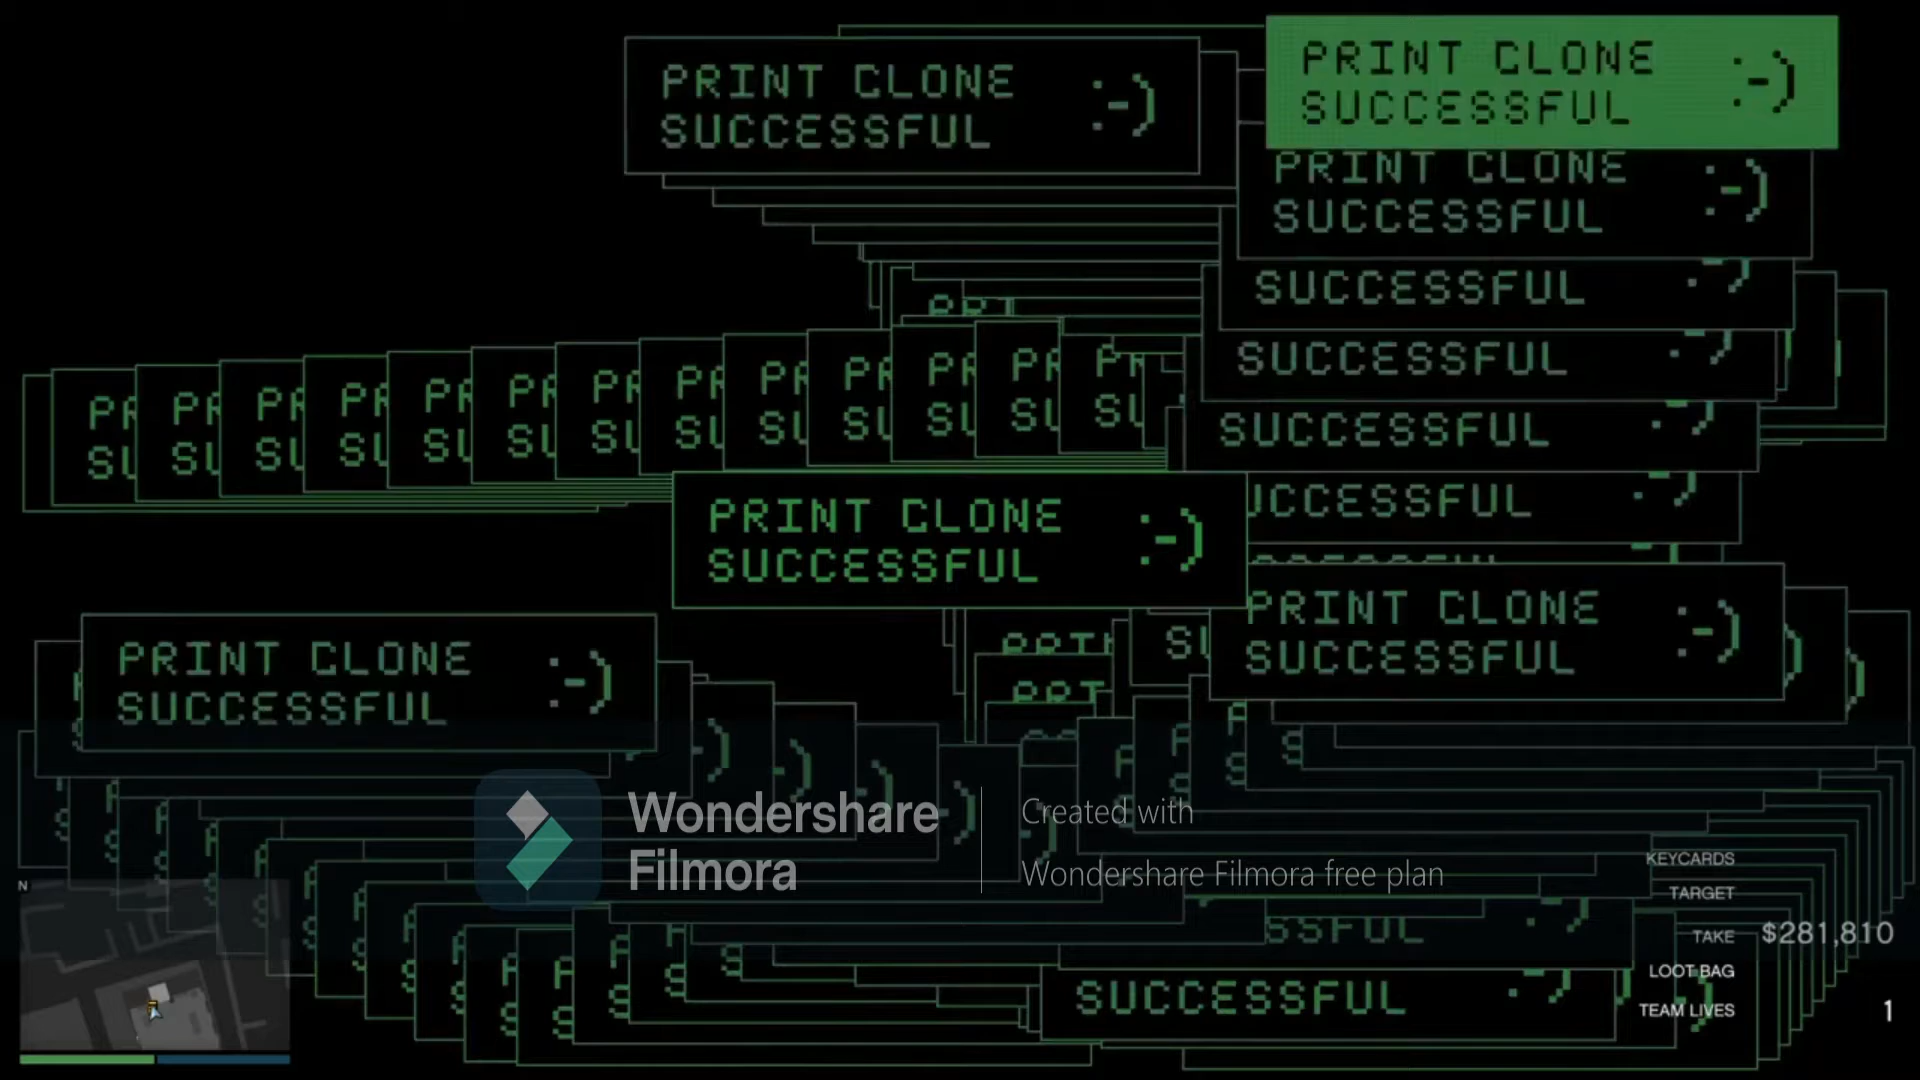 PRINT CLONE
SUCCESSFUL :-)
PRINT CLONE
SUCCESSFUL :-)
PRINT CLONE
SUCCESSFUL :-)
SUCCESSFUL
SUCCESSFUL
SUCCESSFUL
PRINT CLONE
SUCCESSFUL :-)
PRINT CLONE
SUCCESSFUL :-)
PRINT CLONE
SUCCESSFUL :-)
Wondershare
Filmora
Created with
Wondershare Filmora free plan
N
KEYCARDS
TARGET
TAKE $281,810
LOOT BAG
SUCCESSFUL
TEAM LIVES 1